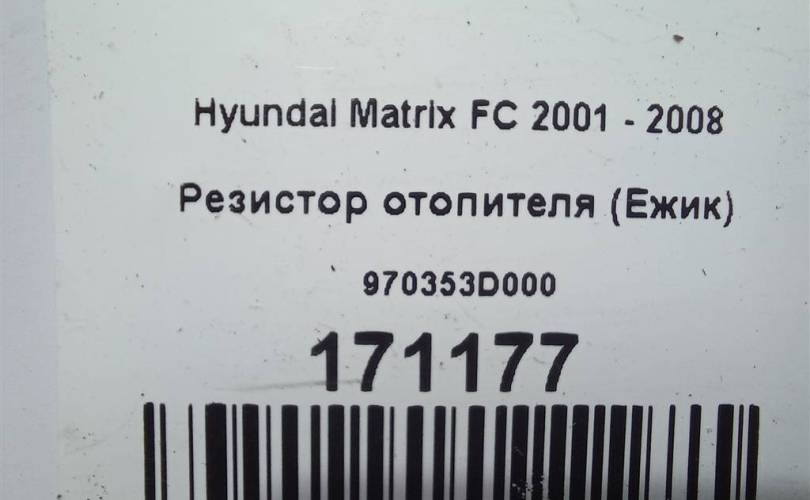 Hyundai Matrix FC 2001 - 2008
Резистор отопителя (Ежик)
970353D000
171177